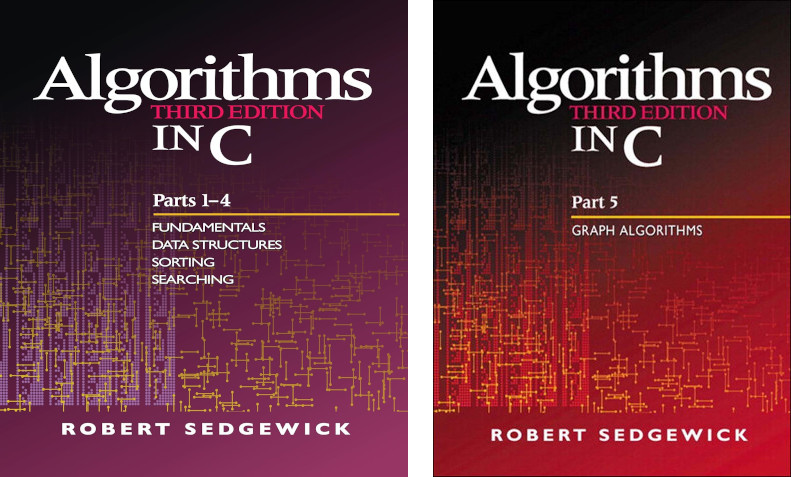 Algorithms
THIRD EDITION
IN C
Parts 1–4
FUNDAMENTALS
DATA STRUCTURES
SORTING
SEARCHING
ROBERT SEDGEWICK
Algorithms
THIRD EDITION
IN C
Part 5
GRAPH ALGORITHMS
ROBERT SEDGEWICK